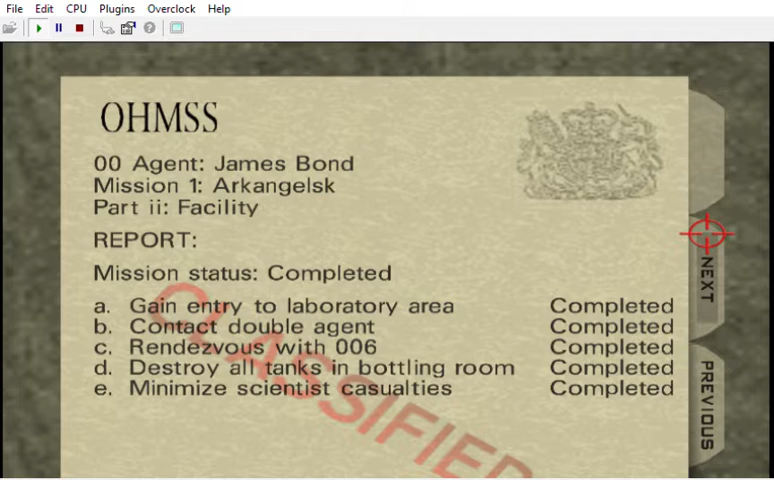 File Edit CPU Plugins Overclock Help
OHMSS
00 Agent: James Bond
Mission 1: Arkangelsk
Part ii: Facility
REPORT:
Mission status: Completed
a. Gain entry to laboratory area Completed
b. Contact double agent Completed
c. Rendezvous with 006 Completed
d. Destroy all tanks in bottling room Completed
e. Minimize scientist casualties Completed
CLASSIFIED
NEXT
PREVIOUS